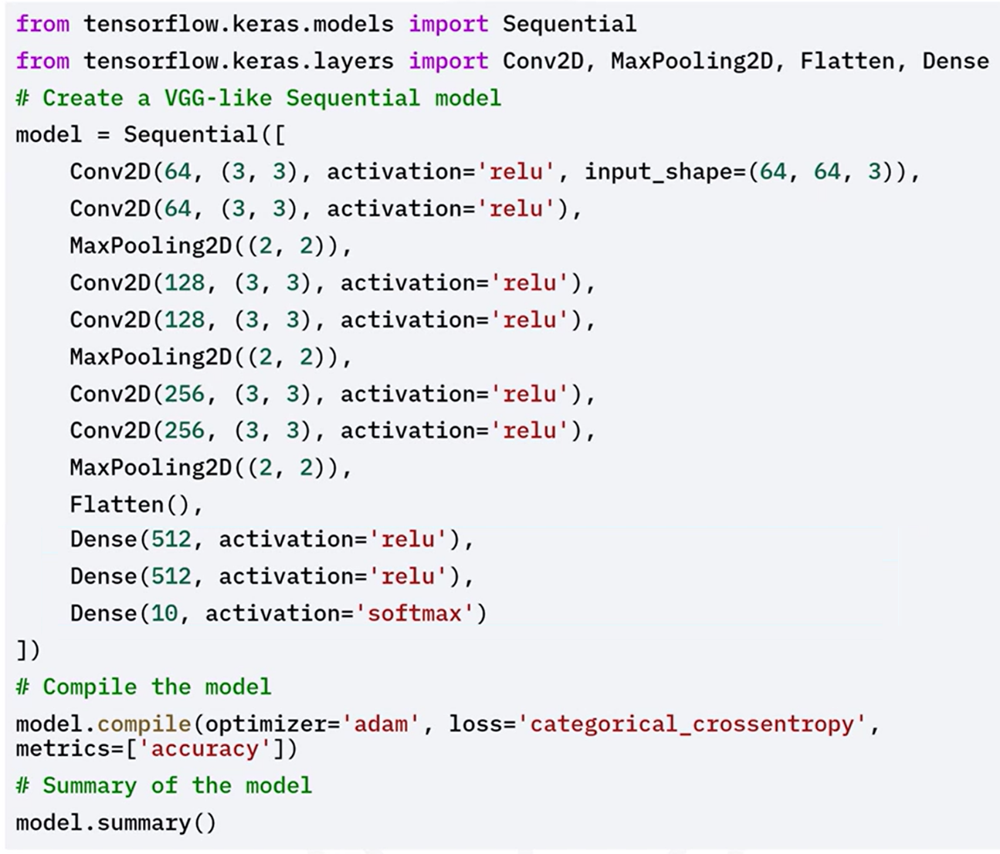 from tensorflow.keras.models import Sequential
from tensorflow.keras.layers import Conv2D, MaxPooling2D, Flatten, Dense
# Create a VGG-like Sequential model
model = Sequential([
    Conv2D(64, (3, 3), activation='relu', input_shape=(64, 64, 3)),
    Conv2D(64, (3, 3), activation='relu'),
    MaxPooling2D((2, 2)),
    Conv2D(128, (3, 3), activation='relu'),
    Conv2D(128, (3, 3), activation='relu'),
    MaxPooling2D((2, 2)),
    Conv2D(256, (3, 3), activation='relu'),
    Conv2D(256, (3, 3), activation='relu'),
    MaxPooling2D((2, 2)),
    Flatten(),
    Dense(512, activation='relu'),
    Dense(512, activation='relu'),
    Dense(10, activation='softmax')
])
# Compile the model
model.compile(optimizer='adam', loss='categorical_crossentropy',
metrics=['accuracy'])
# Summary of the model
model.summary()